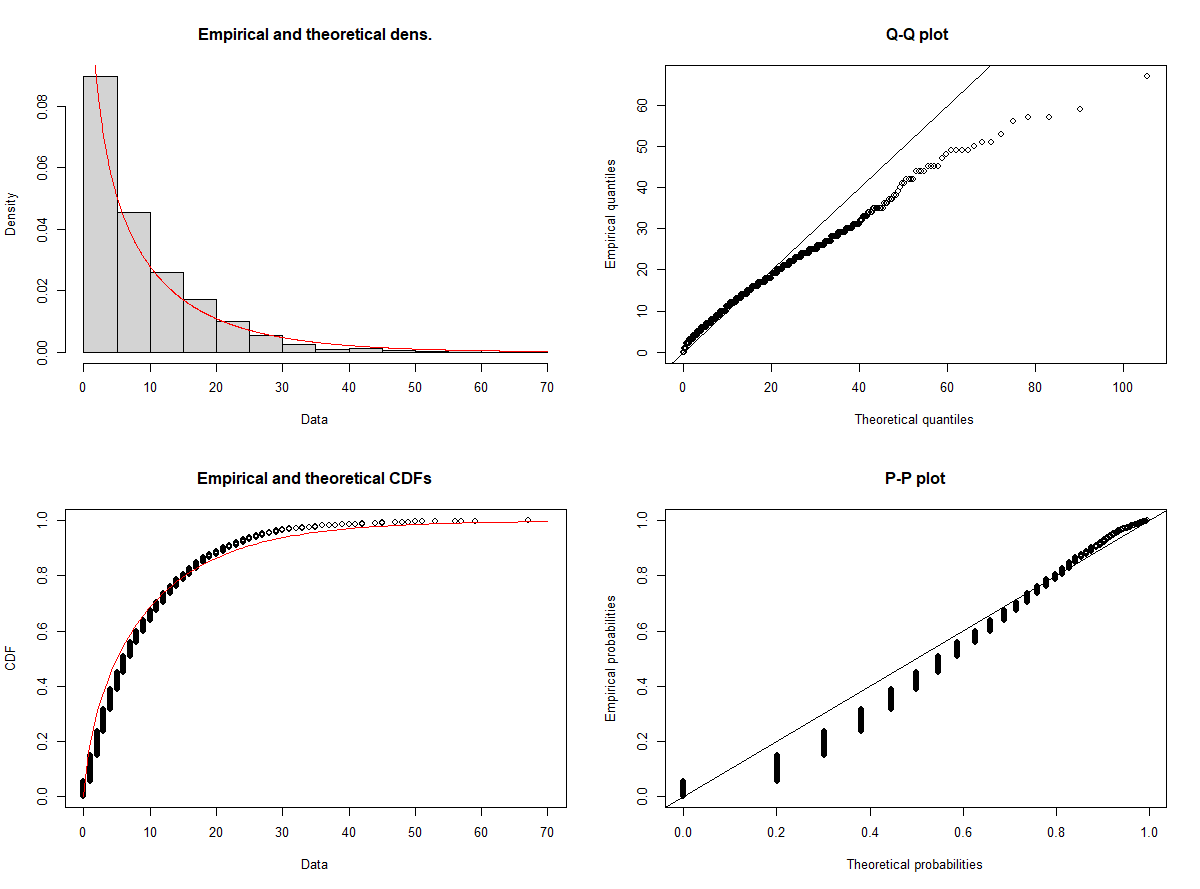 Empirical and theoretical dens.
Density
0.00 0.02 0.04 0.06 0.08
0 10 20 30 40 50 60 70
Data
Q-Q plot
Empirical quantiles
0 10 20 30 40 50 60
0 20 40 60 80 100
Theoretical quantiles
Empirical and theoretical CDFs
CDF
0.0 0.2 0.4 0.6 0.8 1.0
0 10 20 30 40 50 60 70
Data
P-P plot
Empirical probabilities
0.0 0.2 0.4 0.6 0.8 1.0
0.0 0.2 0.4 0.6 0.8 1.0
Theoretical probabilities